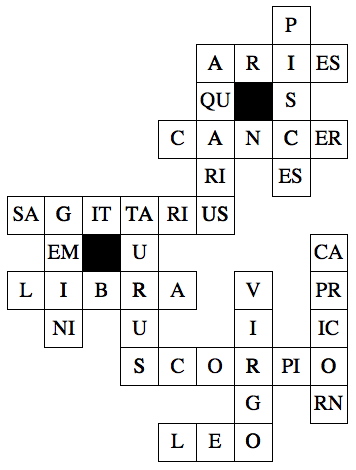 P
A R I ES
QU S
C A N C ER
RI ES
SA G IT TA RI US
EM U CA
L I B R A V PR
NI U I IC
S C O R PI O
G RN
L E O